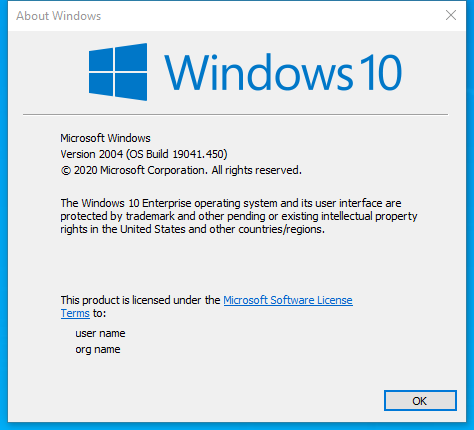 About Windows
Windows 10
Microsoft Windows
Version 2004 (OS Build 19041.450)
© 2020 Microsoft Corporation. All rights reserved.
The Windows 10 Enterprise operating system and its user interface are
protected by trademark and other pending or existing intellectual property
rights in the United States and other countries/regions.
This product is licensed under the Microsoft Software License
Terms to:
user name
org name
OK